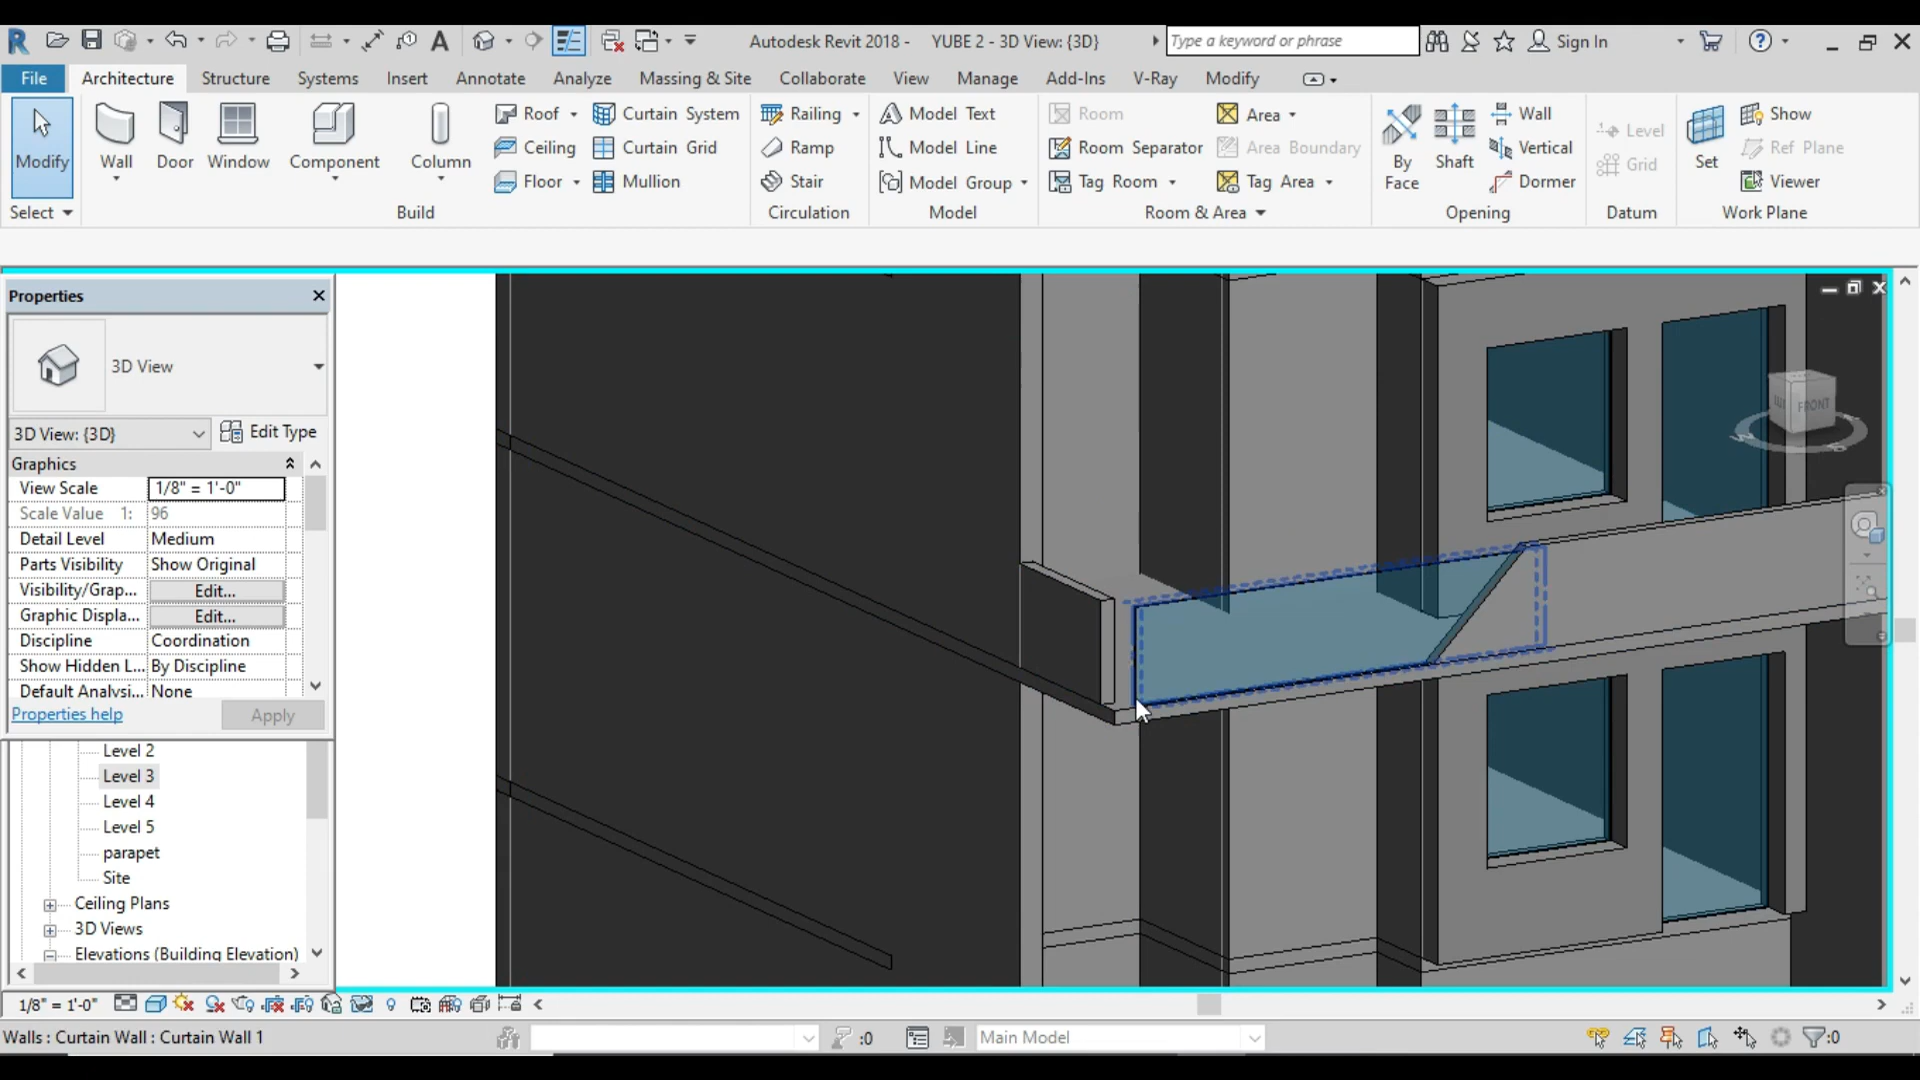 Autodesk Revit 2018 - YUBE 2 - 3D View: {3D}
Type a keyword or phrase
Sign In
File Architecture Structure Systems Insert Annotate Analyze Massing & Site Collaborate View Manage Add-Ins V-Ray Modify
Modify
Wall
Door
Window
Component
Column
Roof
Ceiling
Floor
Curtain System
Curtain Grid
Mullion
Railing
Ramp
Stair
Model Text
Model Line
Model Group
Room
Room Separator
Tag Room
Area
Area Boundary
Tag Area
By
Face
Shaft
Wall
Vertical
Dormer
Level
Grid
Set
Show
Ref Plane
Viewer
Select Build Circulation Model Room & Area Opening Datum Work Plane
Properties
3D View
3D View: {3D}
Edit Type
Graphics
View Scale 1/8" = 1'-0"
Scale Value 1: 96
Detail Level Medium
Parts Visibility Show Original
Visibility/Grap... Edit...
Graphic Displa... Edit...
Discipline Coordination
Show Hidden L... By Discipline
Default Analysi... None
Properties help
Apply
Level 2
Level 3
Level 4
Level 5
parapet
Site
Ceiling Plans
3D Views
Elevations (Building Elevation)
FRONT
1/8" = 1'-0"
Walls : Curtain Wall : Curtain Wall 1
:0
Main Model
:0